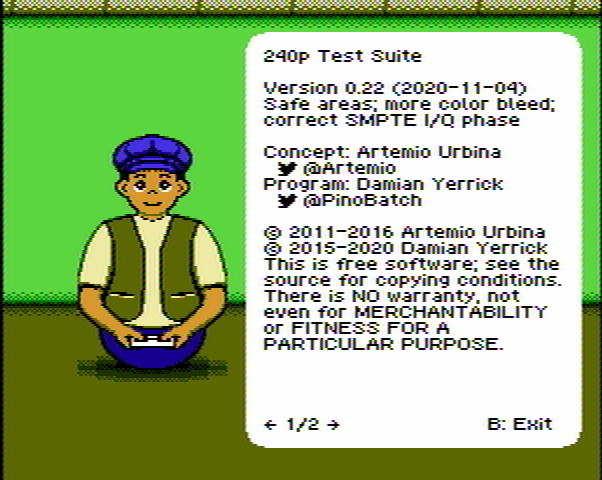 240p Test Suite
Version 0.22 (2020-11-04)
Safe areas; more color bleed;
correct SMPTE I/Q phase
Concept: Artemio Urbina
@Artemio
Program: Damian Yerrick
@PinoBatch
© 2011-2016 Artemio Urbina
© 2015-2020 Damian Yerrick
This is free software; see the
source for copying conditions.
There is NO warranty, not
even for MERCHANTABILITY
or FITNESS FOR A
PARTICULAR PURPOSE.
← 1/2 → B: Exit